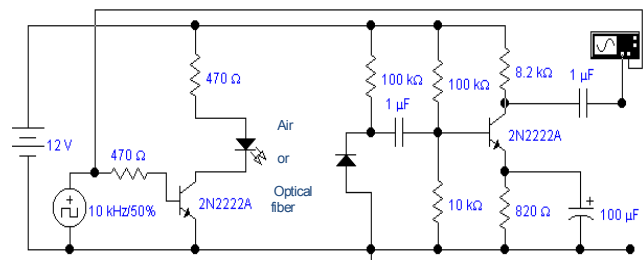 470 Ω
100 kΩ
100 kΩ
8.2 kΩ
1 µF
1 µF
Air
or
Optical
fiber
12 V
470 Ω
2N2222A
2N2222A
10 kHz/50%
10 kΩ
820 Ω
+
100 µF